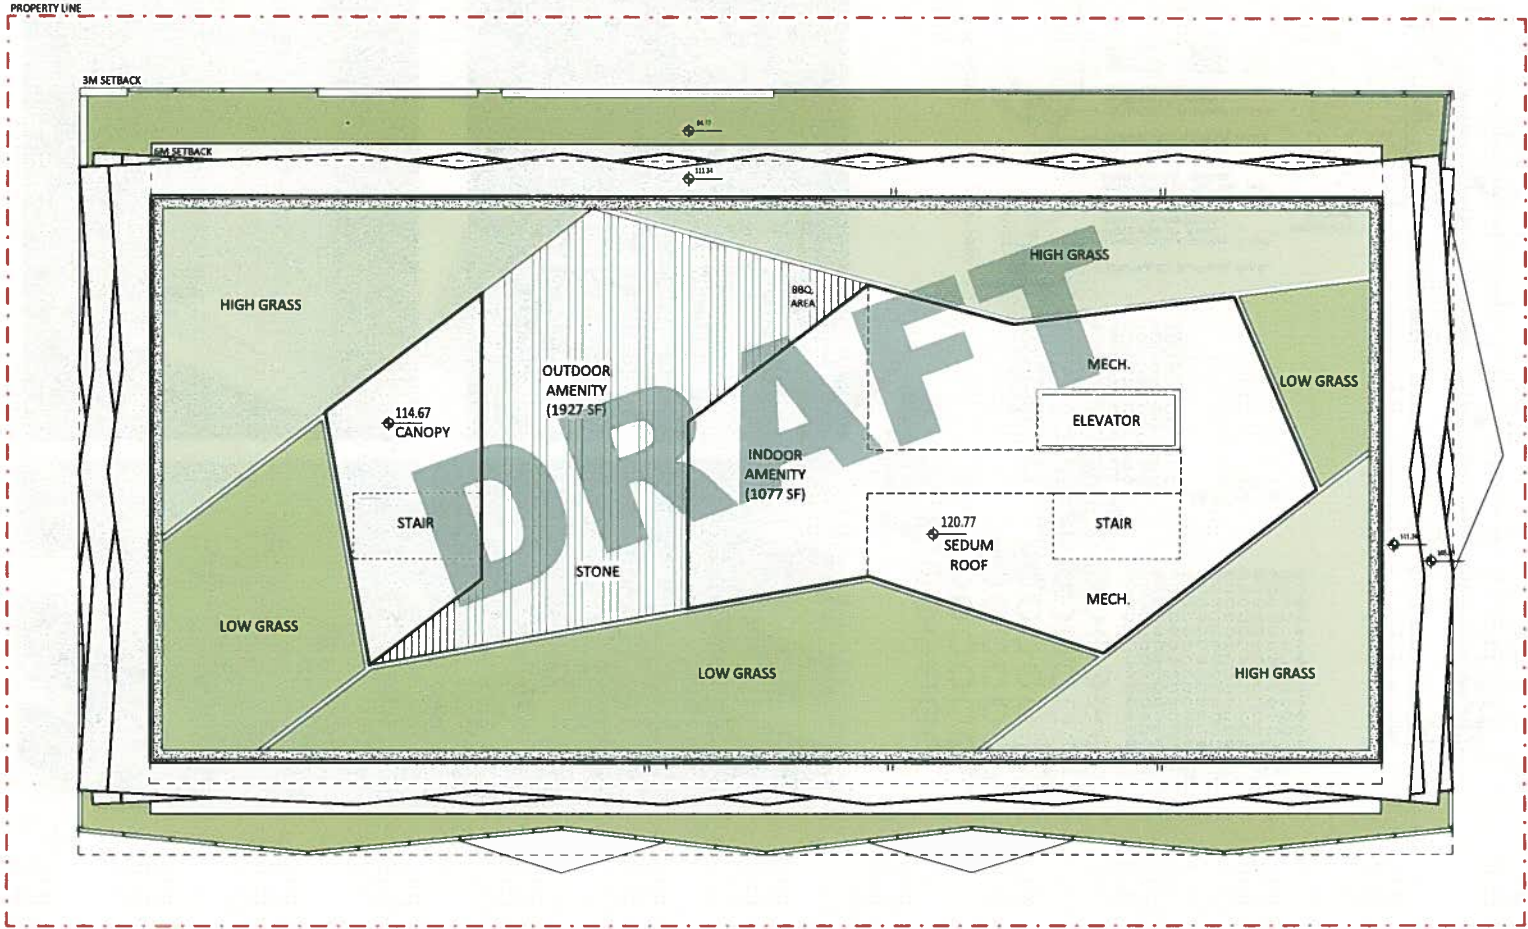 PROPERTY LINE
3M SETBACK
6M SETBACK
111.34
HIGH GRASS
HIGH GRASS
BBQ
AREA
MECH.
OUTDOOR
AMENITY
(1927 SF)
LOW GRASS
114.67
CANOPY
ELEVATOR
DRAFT
INDOOR
AMENITY
(1077 SF)
STAIR
120.77
SEDUM
ROOF
STAIR
STONE
MECH.
LOW GRASS
LOW GRASS
HIGH GRASS